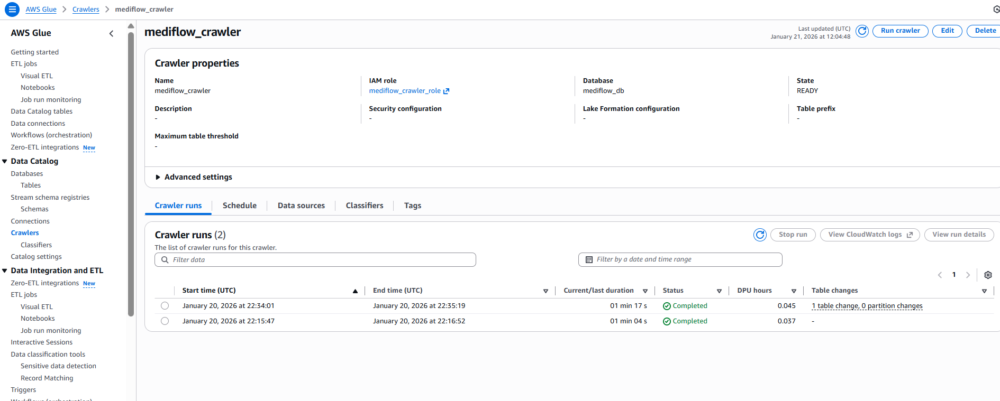 AWS Glue > Crawlers > mediflow_crawler
AWS Glue
Getting started
ETL jobs
Visual ETL
Notebooks
Job run monitoring
Data Catalog tables
Data connections
Workflows (orchestration)
Zero-ETL integrations New
Data Catalog
Databases
Tables
Stream schema registries
Schemas
Connections
Crawlers
Classifiers
Catalog settings
Data Integration and ETL
Zero-ETL integrations New
ETL jobs
Visual ETL
Notebooks
Job run monitoring
Interactive Sessions
Data classification tools
Sensitive data detection
Record Matching
Triggers
Workflows (orchestration)
mediflow_crawler
Last updated (UTC)
January 21, 2026 at 12:04:48
Run crawler Edit Delete
Crawler properties
Name IAM role Database State
mediflow_crawler mediflow_crawler_role mediflow_db READY
Description Security configuration Lake Formation configuration Table prefix
- - - -
Maximum table threshold
-
Advanced settings
Crawler runs Schedule Data sources Classifiers Tags
Crawler runs (2) Stop run View CloudWatch logs View run details
The list of crawler runs for this crawler.
Filter data Filter by a date and time range
1
Start time (UTC) End time (UTC) Current/last duration Status DPU hours Table changes
January 20, 2026 at 22:34:01 January 20, 2026 at 22:35:19 01 min 17 s Completed 0.045 1 table change, 0 partition changes
January 20, 2026 at 22:15:47 January 20, 2026 at 22:16:52 01 min 04 s Completed 0.037 -